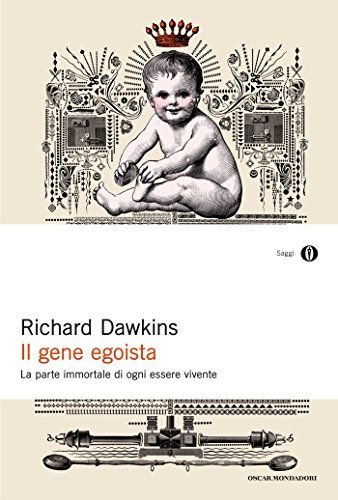 Saggi
Richard Dawkins
Il gene egoista
La parte immortale di ogni essere vivente
OSCAR MONDADORI